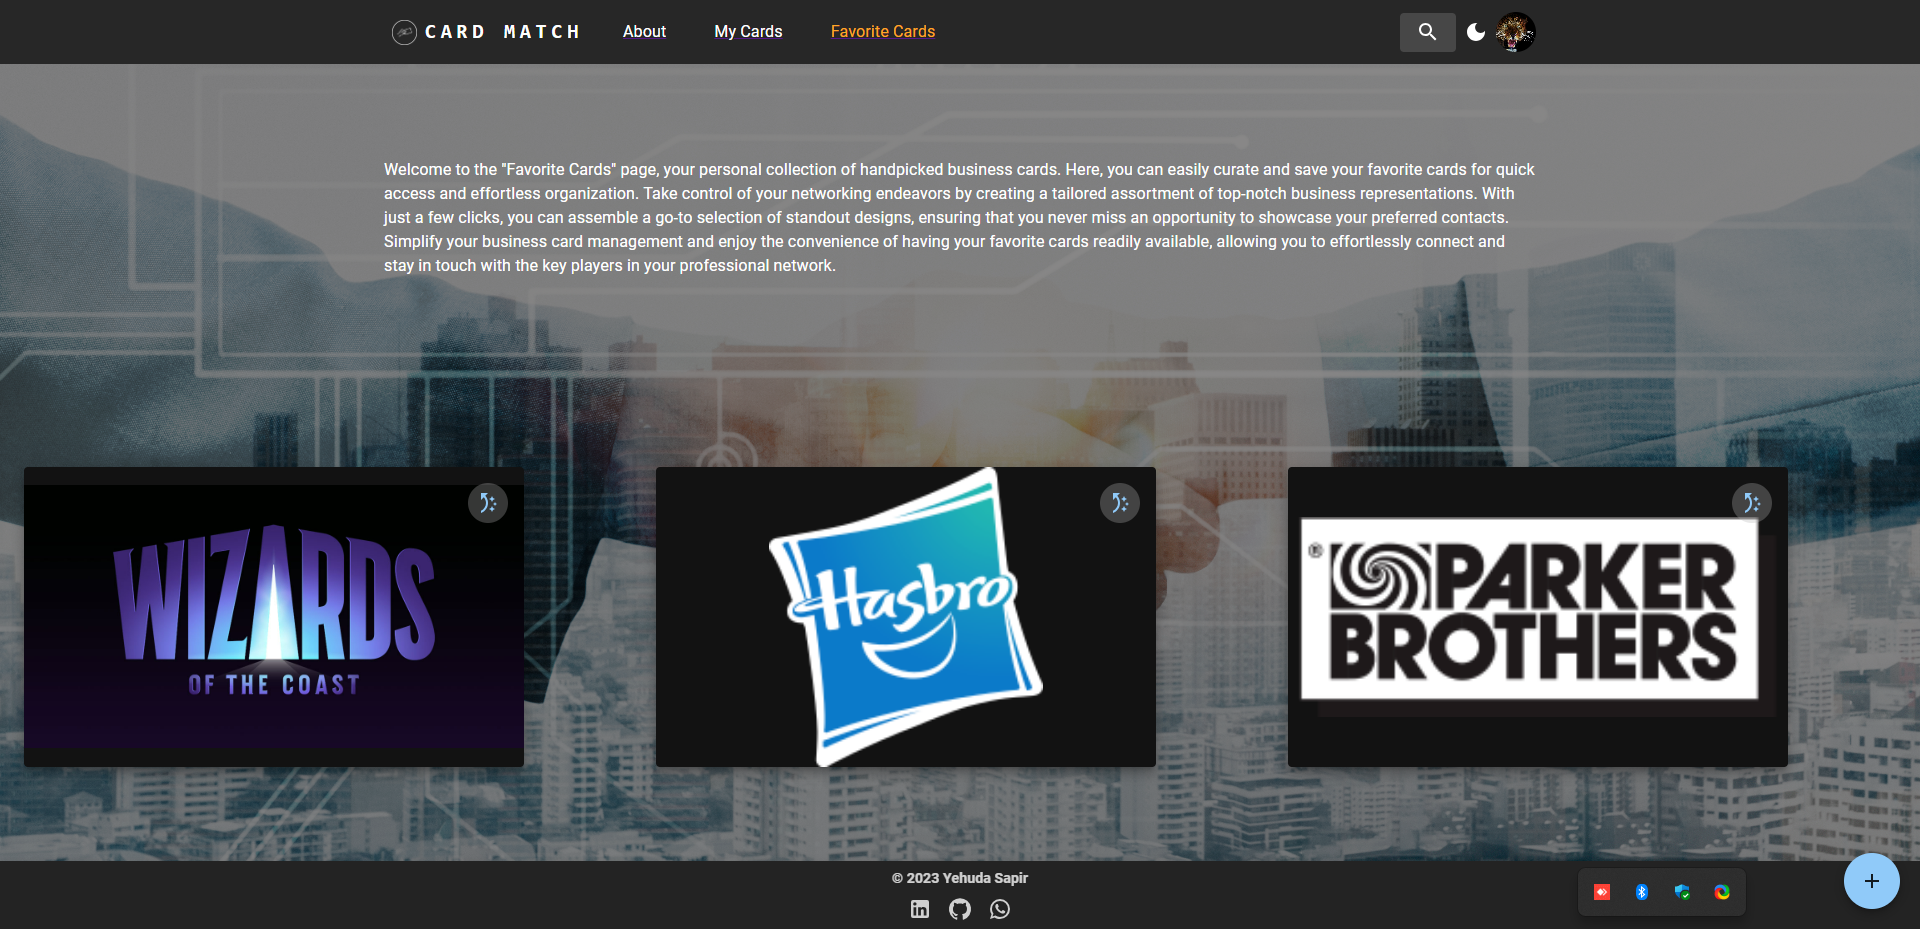 CARD MATCH
About
My Cards
Favorite Cards
Welcome to the "Favorite Cards" page, your personal collection of handpicked business cards. Here, you can easily curate and save your favorite cards for quick
access and effortless organization. Take control of your networking endeavors by creating a tailored assortment of top-notch business representations. With
just a few clicks, you can assemble a go-to selection of standout designs, ensuring that you never miss an opportunity to showcase your preferred contacts.
Simplify your business card management and enjoy the convenience of having your favorite cards readily available, allowing you to effortlessly connect and
stay in touch with the key players in your professional network.
WIZARDS
OF THE COAST
Hasbro
® PARKER
BROTHERS
© 2023 Yehuda Sapir